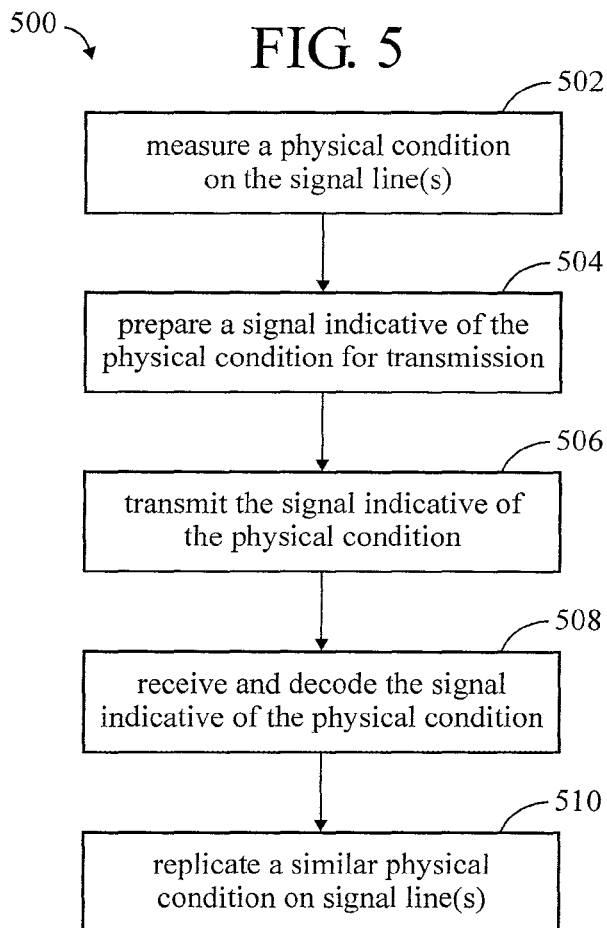 500
FIG. 5
502
measure a physical condition
on the signal line(s)
504
prepare a signal indicative of the
physical condition for transmission
506
transmit the signal indicative of
the physical condition
508
receive and decode the signal
indicative of the physical condition
510
replicate a similar physical
condition on signal line(s)